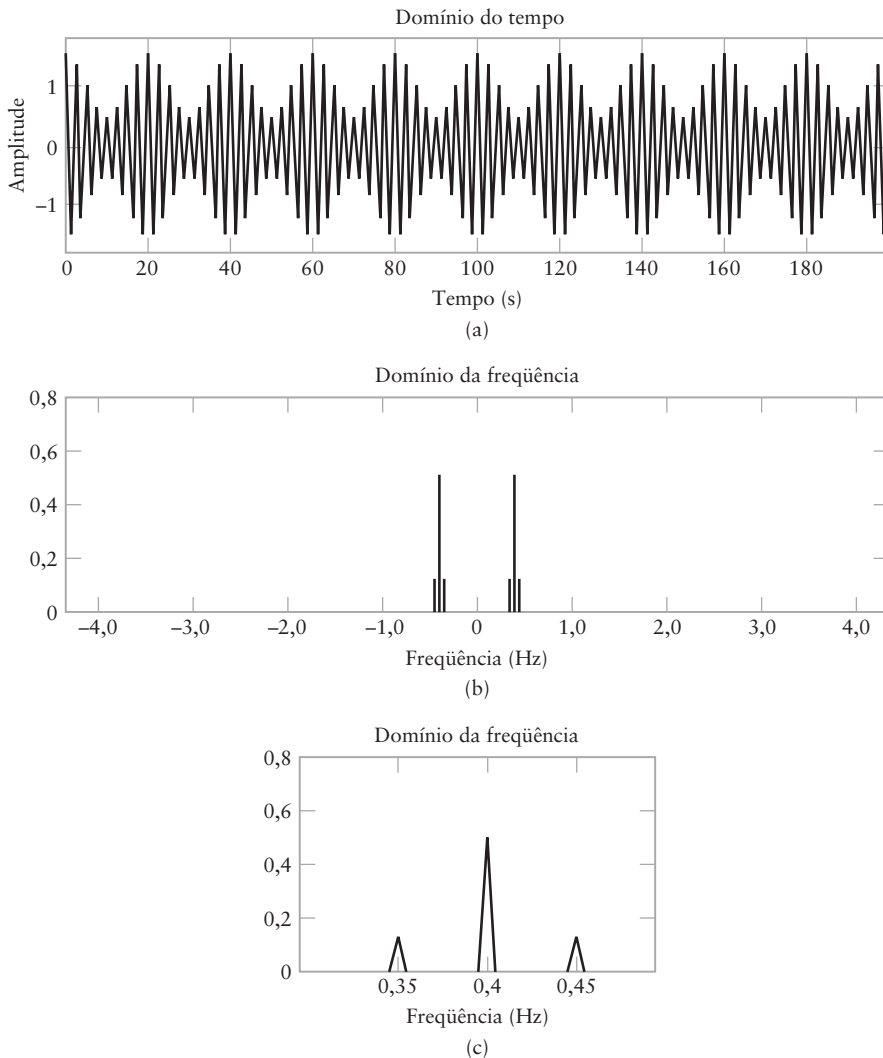 Domínio do tempo
1
0
–1
Amplitude
0 20 40 60 80 100 120 140 160 180
Tempo (s)
(a)
Domínio da freqüência
0,8
0,6
0,4
0,2
0
–4,0 –3,0 –2,0 –1,0 0 1,0 2,0 3,0 4,0
Freqüência (Hz)
(b)
Domínio da freqüência
0,8
0,6
0,4
0,2
0
0,35 0,4 0,45
Freqüência (Hz)
(c)